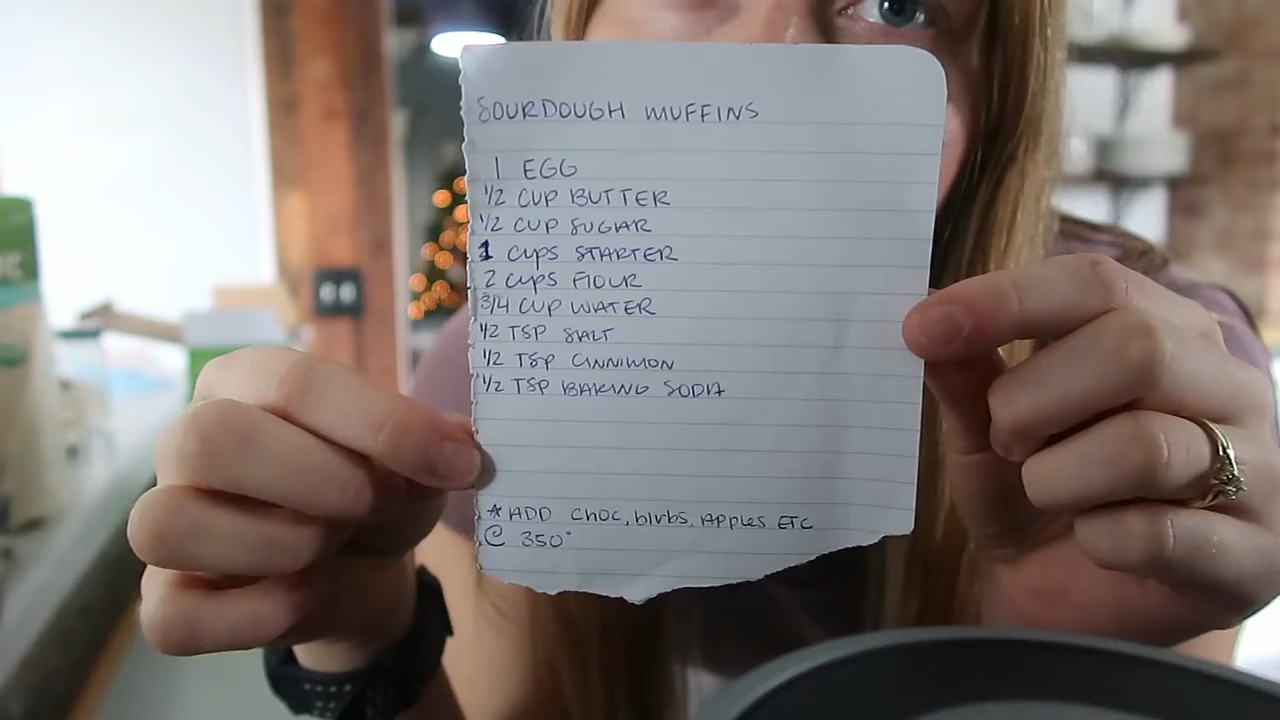 SOURDOUGH MUFFINS
1 EGG
1/2 CUP BUTTER
1/2 CUP SUGAR
1 CUPS STARTER
2 CUPS FLOUR
3/4 CUP WATER
1/2 TSP SALT
1/2 TSP CINNIMON
1/2 TSP BAKING SODA
* ADD CHOC, blubs, APPles ETC
@ 350°